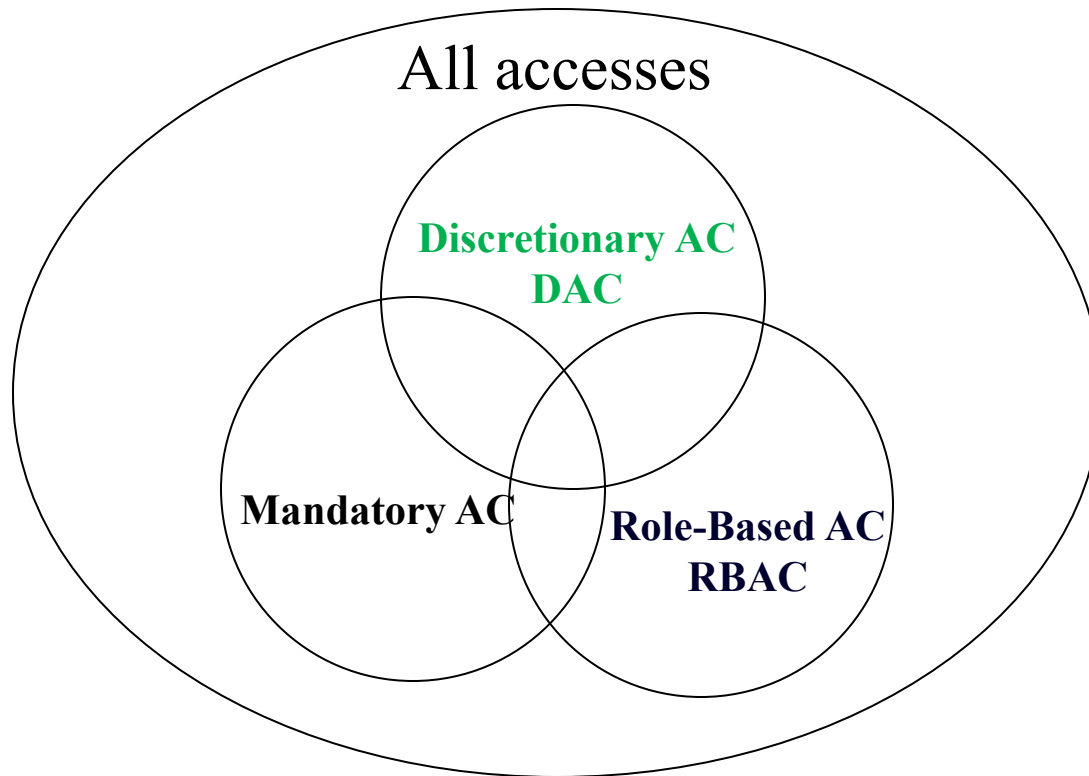 All accesses
Discretionary AC
DAC
Mandatory AC
Role-Based AC
RBAC